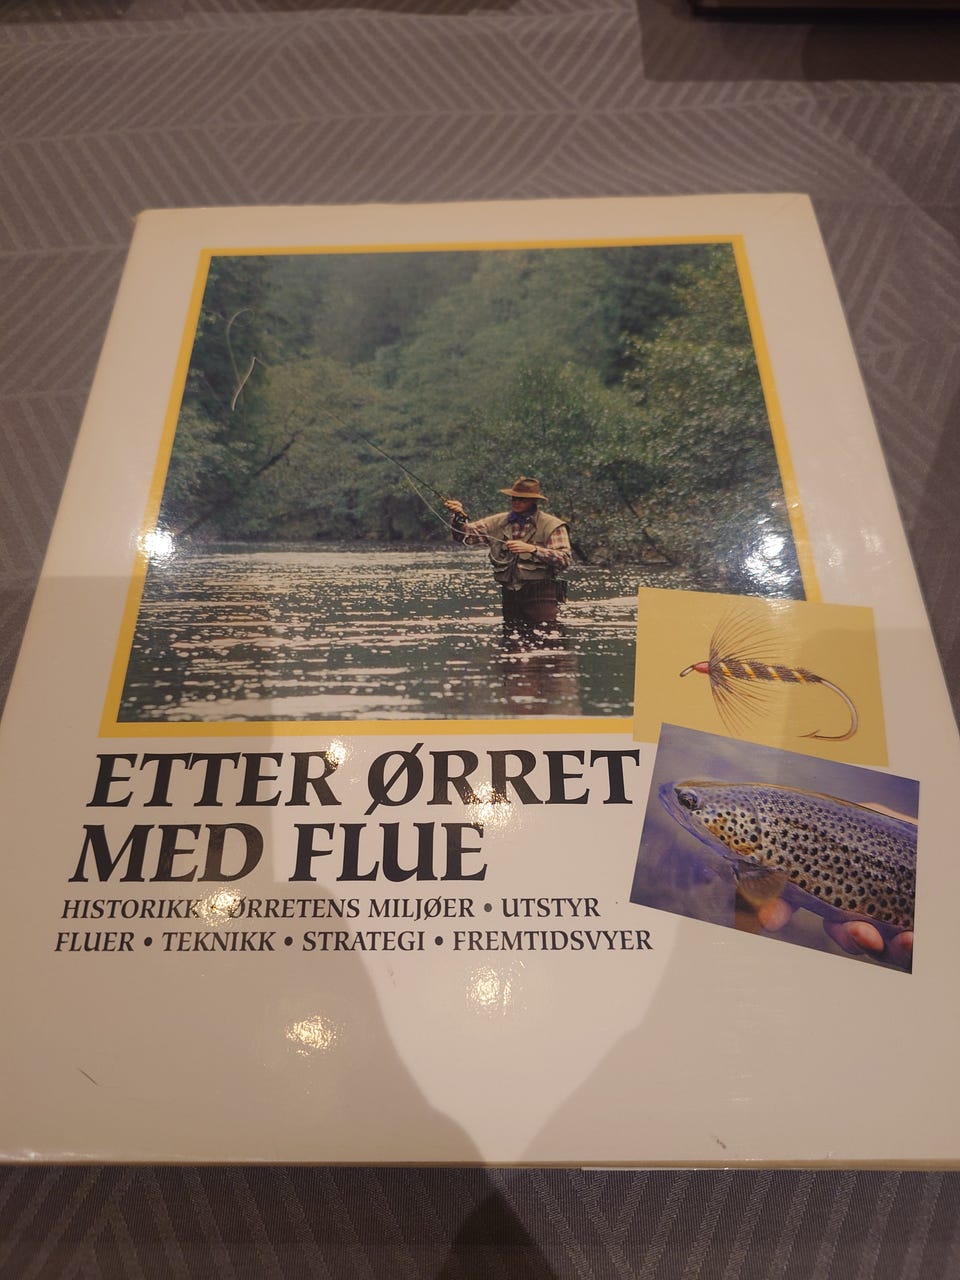 ETTER ØRRET
MED FLUE
HISTORIKK • ØRRETENS MILJØER • UTSTYR
FLUER • TEKNIKK • STRATEGI • FREMTIDSVYER